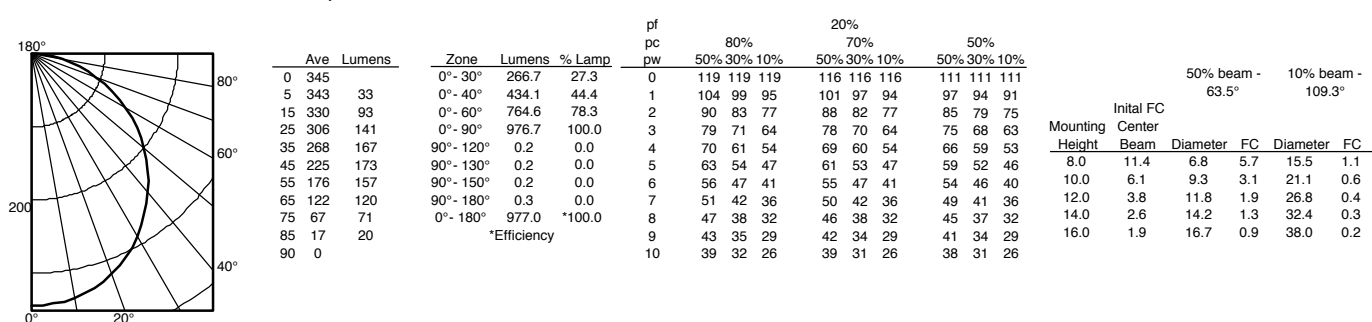 180°
80°
60°
200
40°
0° 20°
Ave Lumens
0 345
5 343 33
15 330 93
25 306 141
35 268 167
45 225 173
55 176 157
65 122 120
75 67 71
85 17 20
90 0
Zone Lumens % Lamp
0°- 30° 266.7 27.3
0°- 40° 434.1 44.4
0°- 60° 764.6 78.3
0°- 90° 976.7 100.0
90°- 120° 0.2 0.0
90°- 130° 0.2 0.0
90°- 150° 0.2 0.0
90°- 180° 0.3 0.0
0°- 180° 977.0 *100.0
*Efficiency
pf 20%
pc 80% 70% 50%
pw 50% 30% 10% 50% 30% 10% 50% 30% 10%
0 119 119 119 116 116 116 111 111 111
1 104 99 95 101 97 94 97 94 91
2 90 83 77 88 82 77 85 79 75
3 79 71 64 78 70 64 75 68 63
4 70 61 54 69 60 54 66 59 53
5 63 54 47 61 53 47 59 52 46
6 56 47 41 55 47 41 54 46 40
7 51 42 36 50 42 36 49 41 36
8 47 38 32 46 38 32 45 37 32
9 43 35 29 42 34 29 41 34 29
10 39 32 26 39 31 26 38 31 26
50% beam - 10% beam -
63.5° 109.3°
Inital FC
Mounting Center
Height Beam Diameter FC Diameter FC
8.0 11.4 6.8 5.7 15.5 1.1
10.0 6.1 9.3 3.1 21.1 0.6
12.0 3.8 11.8 1.9 26.8 0.4
14.0 2.6 14.2 1.3 32.4 0.3
16.0 1.9 16.7 0.9 38.0 0.2